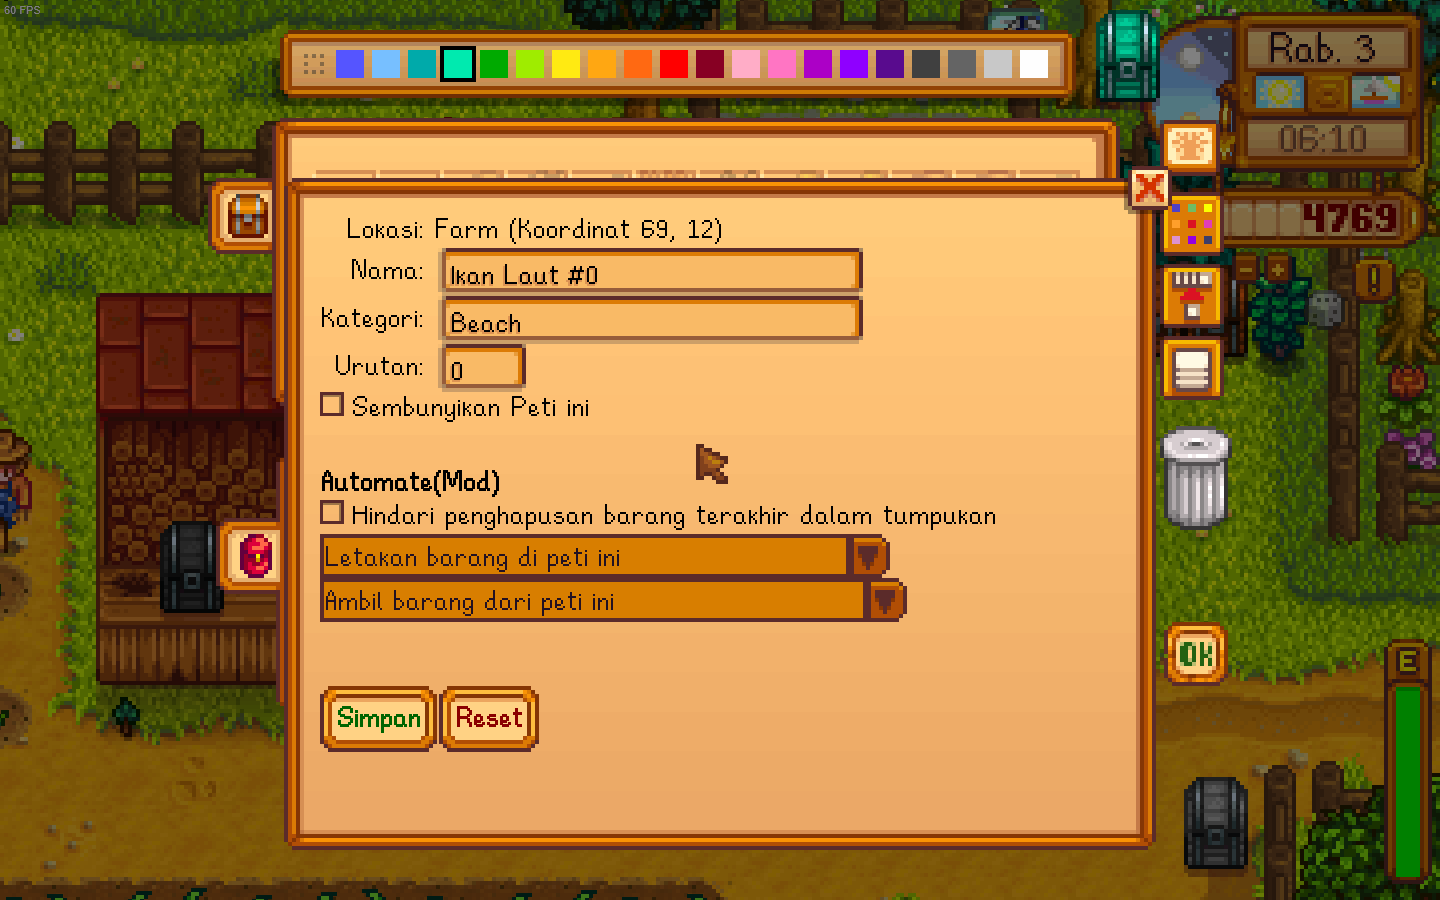 60 FPS
Rab. 3
06:10
4769
Lokasi: Farm (Koordinat 69, 12)
Nama: Ikan Laut #0
Kategori: Beach
Urutan: 0
Sembunyikan Peti ini
Automate(Mod)
Hindari penghapusan barang terakhir dalam tumpukan
Letakan barang di peti ini
Ambil barang dari peti ini
Simpan Reset
OK
E